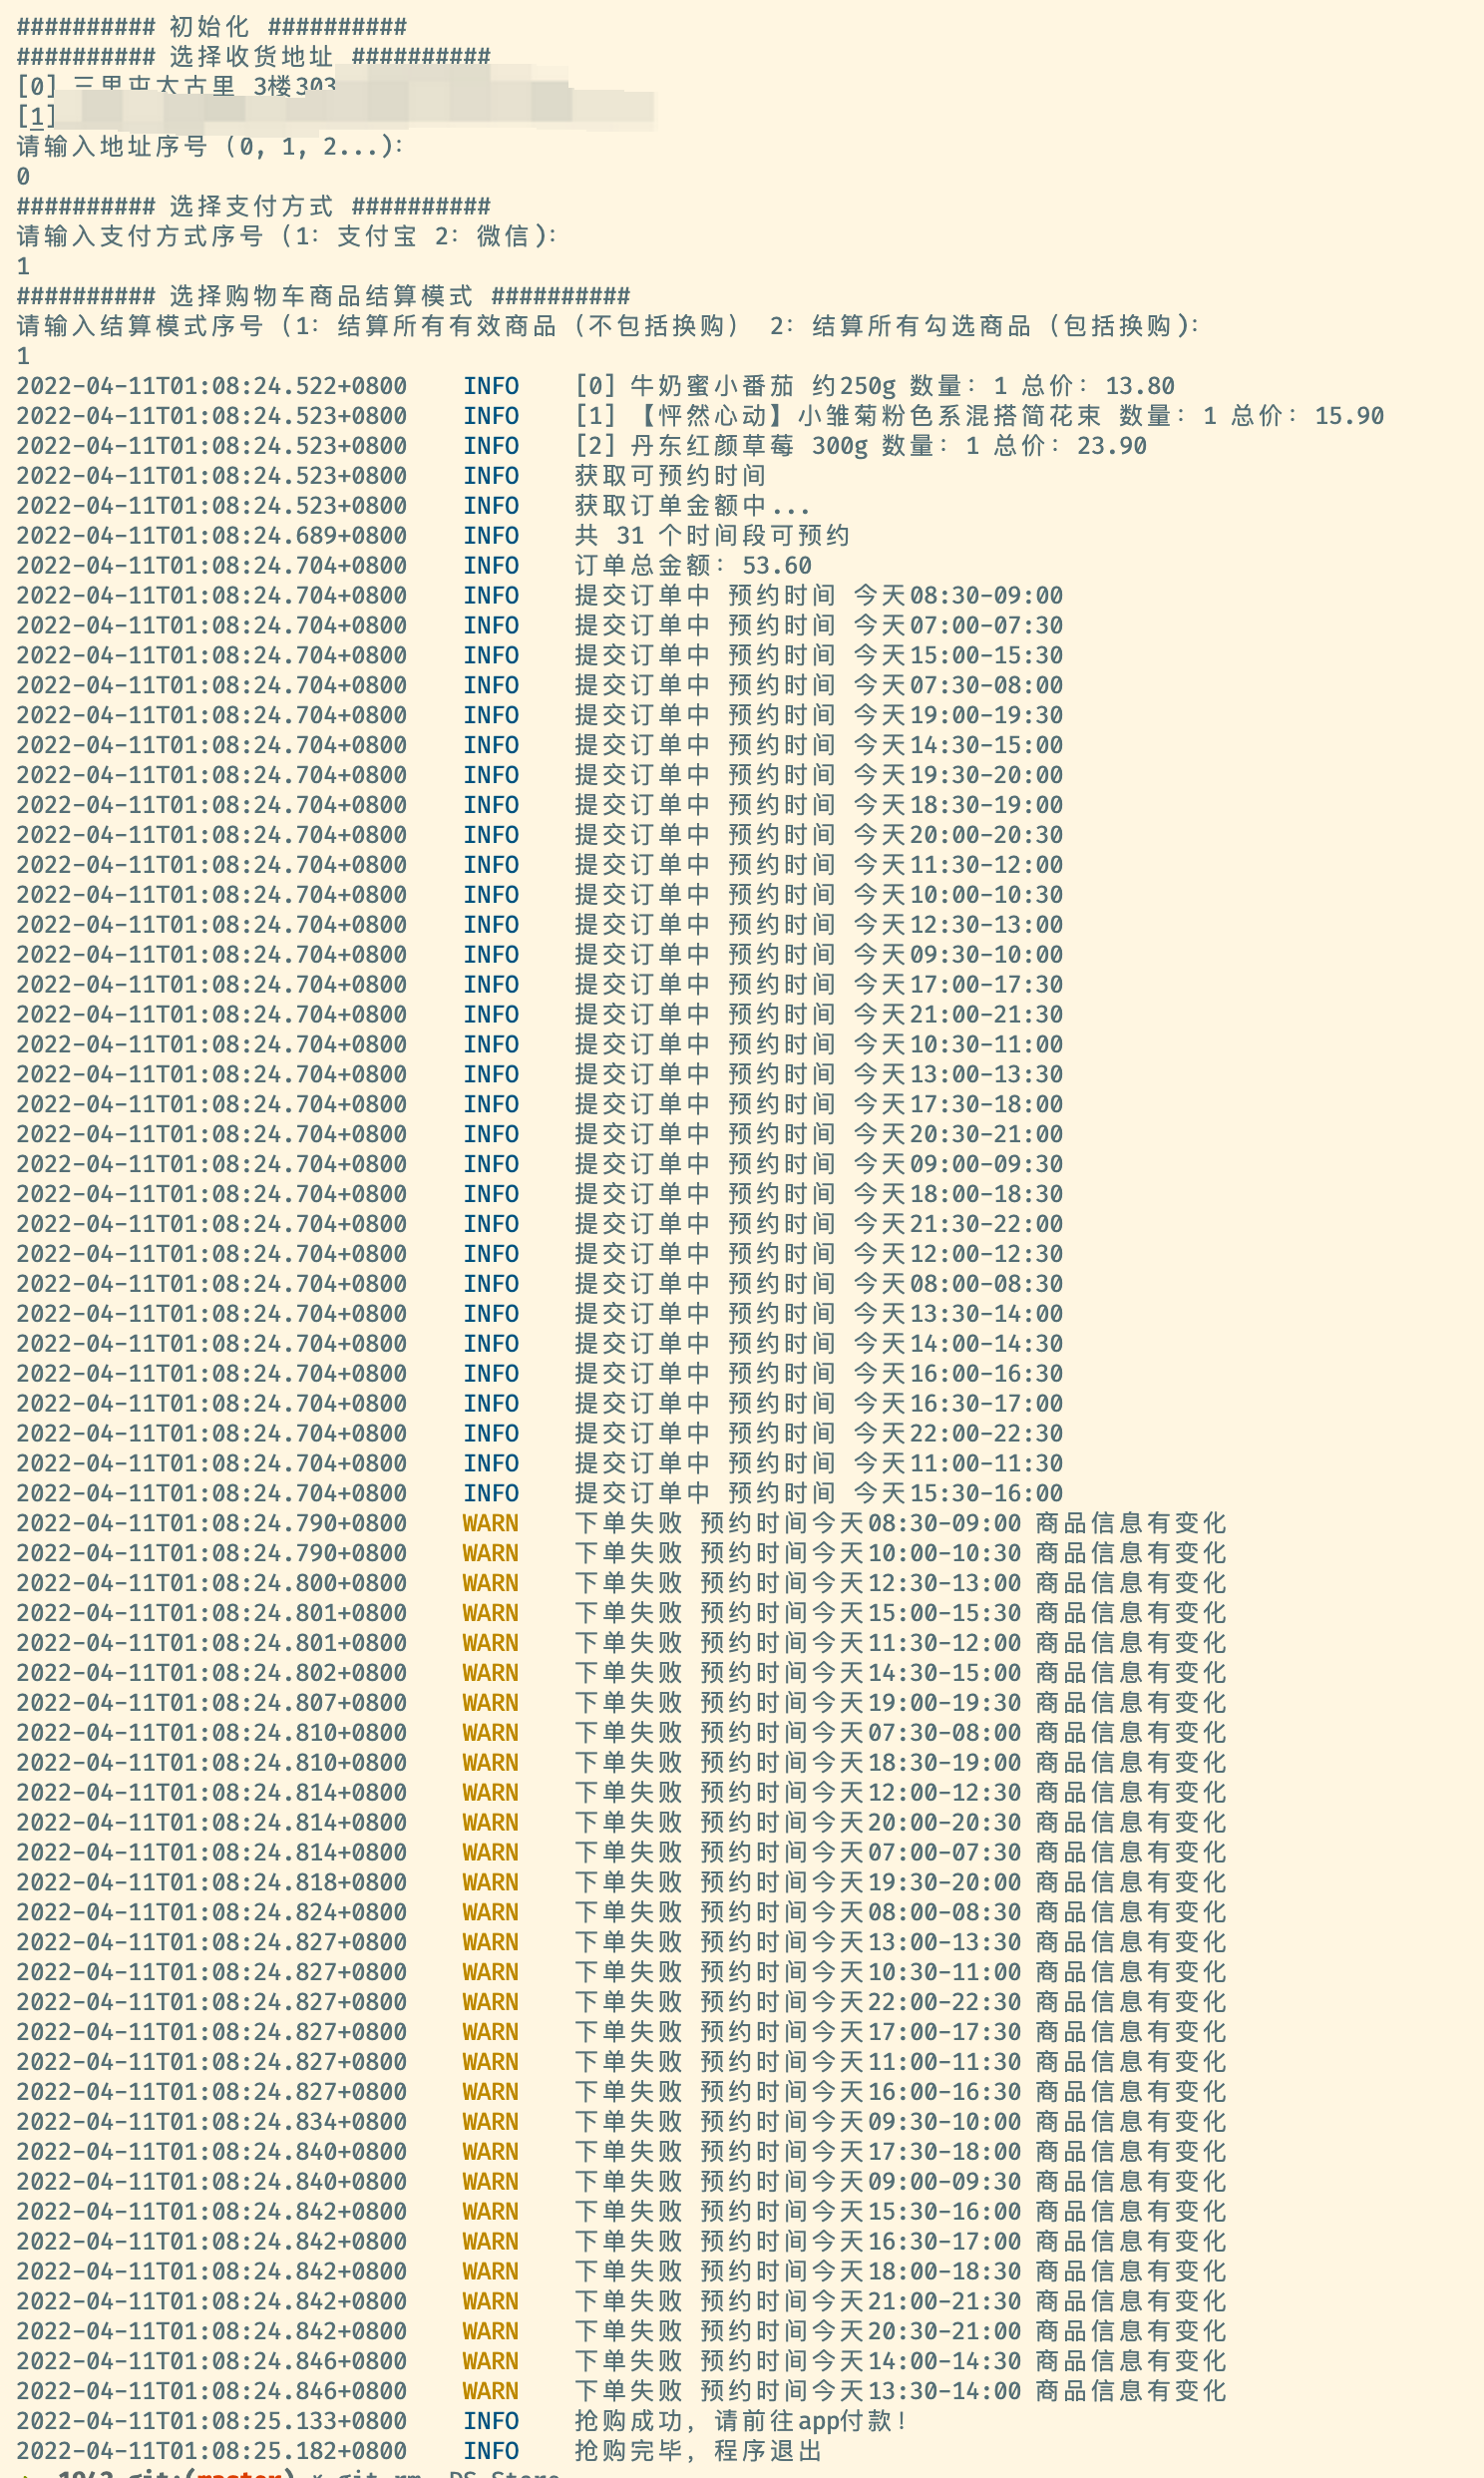 ########## 初始化 ##########
########## 选择收货地址 ##########
[0] 三里屯太古里 3楼303
[1]
请输入地址序号（0, 1, 2...）：
0
########## 选择支付方式 ##########
请输入支付方式序号（1：支付宝 2：微信）：
1
########## 选择购物车商品结算模式 ##########
请输入结算模式序号（1：结算所有有效商品（不包括换购） 2：结算所有勾选商品（包括换购）：
1
2022-04-11T01:08:24.522+0800 INFO [0] 牛奶蜜小番茄 约250g 数量：1 总价：13.80
2022-04-11T01:08:24.523+0800 INFO [1] 【怦然心动】小雏菊粉色系混搭简花束 数量：1 总价：15.90
2022-04-11T01:08:24.523+0800 INFO [2] 丹东红颜草莓 300g 数量：1 总价：23.90
2022-04-11T01:08:24.523+0800 INFO 获取可预约时间
2022-04-11T01:08:24.523+0800 INFO 获取订单金额中...
2022-04-11T01:08:24.689+0800 INFO 共 31 个时间段可预约
2022-04-11T01:08:24.704+0800 INFO 订单总金额：53.60
2022-04-11T01:08:24.704+0800 INFO 提交订单中 预约时间 今天08:30-09:00
2022-04-11T01:08:24.704+0800 INFO 提交订单中 预约时间 今天07:00-07:30
2022-04-11T01:08:24.704+0800 INFO 提交订单中 预约时间 今天15:00-15:30
2022-04-11T01:08:24.704+0800 INFO 提交订单中 预约时间 今天07:30-08:00
2022-04-11T01:08:24.704+0800 INFO 提交订单中 预约时间 今天19:00-19:30
2022-04-11T01:08:24.704+0800 INFO 提交订单中 预约时间 今天14:30-15:00
2022-04-11T01:08:24.704+0800 INFO 提交订单中 预约时间 今天19:30-20:00
2022-04-11T01:08:24.704+0800 INFO 提交订单中 预约时间 今天18:30-19:00
2022-04-11T01:08:24.704+0800 INFO 提交订单中 预约时间 今天20:00-20:30
2022-04-11T01:08:24.704+0800 INFO 提交订单中 预约时间 今天11:30-12:00
2022-04-11T01:08:24.704+0800 INFO 提交订单中 预约时间 今天10:00-10:30
2022-04-11T01:08:24.704+0800 INFO 提交订单中 预约时间 今天12:30-13:00
2022-04-11T01:08:24.704+0800 INFO 提交订单中 预约时间 今天09:30-10:00
2022-04-11T01:08:24.704+0800 INFO 提交订单中 预约时间 今天17:00-17:30
2022-04-11T01:08:24.704+0800 INFO 提交订单中 预约时间 今天21:00-21:30
2022-04-11T01:08:24.704+0800 INFO 提交订单中 预约时间 今天10:30-11:00
2022-04-11T01:08:24.704+0800 INFO 提交订单中 预约时间 今天13:00-13:30
2022-04-11T01:08:24.704+0800 INFO 提交订单中 预约时间 今天17:30-18:00
2022-04-11T01:08:24.704+0800 INFO 提交订单中 预约时间 今天20:30-21:00
2022-04-11T01:08:24.704+0800 INFO 提交订单中 预约时间 今天09:00-09:30
2022-04-11T01:08:24.704+0800 INFO 提交订单中 预约时间 今天18:00-18:30
2022-04-11T01:08:24.704+0800 INFO 提交订单中 预约时间 今天21:30-22:00
2022-04-11T01:08:24.704+0800 INFO 提交订单中 预约时间 今天12:00-12:30
2022-04-11T01:08:24.704+0800 INFO 提交订单中 预约时间 今天08:00-08:30
2022-04-11T01:08:24.704+0800 INFO 提交订单中 预约时间 今天13:30-14:00
2022-04-11T01:08:24.704+0800 INFO 提交订单中 预约时间 今天14:00-14:30
2022-04-11T01:08:24.704+0800 INFO 提交订单中 预约时间 今天16:00-16:30
2022-04-11T01:08:24.704+0800 INFO 提交订单中 预约时间 今天16:30-17:00
2022-04-11T01:08:24.704+0800 INFO 提交订单中 预约时间 今天22:00-22:30
2022-04-11T01:08:24.704+0800 INFO 提交订单中 预约时间 今天11:00-11:30
2022-04-11T01:08:24.704+0800 INFO 提交订单中 预约时间 今天15:30-16:00
2022-04-11T01:08:24.790+0800 WARN 下单失败 预约时间今天08:30-09:00 商品信息有变化
2022-04-11T01:08:24.790+0800 WARN 下单失败 预约时间今天10:00-10:30 商品信息有变化
2022-04-11T01:08:24.800+0800 WARN 下单失败 预约时间今天12:30-13:00 商品信息有变化
2022-04-11T01:08:24.801+0800 WARN 下单失败 预约时间今天15:00-15:30 商品信息有变化
2022-04-11T01:08:24.801+0800 WARN 下单失败 预约时间今天11:30-12:00 商品信息有变化
2022-04-11T01:08:24.802+0800 WARN 下单失败 预约时间今天14:30-15:00 商品信息有变化
2022-04-11T01:08:24.807+0800 WARN 下单失败 预约时间今天19:00-19:30 商品信息有变化
2022-04-11T01:08:24.810+0800 WARN 下单失败 预约时间今天07:30-08:00 商品信息有变化
2022-04-11T01:08:24.810+0800 WARN 下单失败 预约时间今天18:30-19:00 商品信息有变化
2022-04-11T01:08:24.814+0800 WARN 下单失败 预约时间今天12:00-12:30 商品信息有变化
2022-04-11T01:08:24.814+0800 WARN 下单失败 预约时间今天20:00-20:30 商品信息有变化
2022-04-11T01:08:24.814+0800 WARN 下单失败 预约时间今天07:00-07:30 商品信息有变化
2022-04-11T01:08:24.818+0800 WARN 下单失败 预约时间今天19:30-20:00 商品信息有变化
2022-04-11T01:08:24.824+0800 WARN 下单失败 预约时间今天08:00-08:30 商品信息有变化
2022-04-11T01:08:24.827+0800 WARN 下单失败 预约时间今天13:00-13:30 商品信息有变化
2022-04-11T01:08:24.827+0800 WARN 下单失败 预约时间今天10:30-11:00 商品信息有变化
2022-04-11T01:08:24.827+0800 WARN 下单失败 预约时间今天22:00-22:30 商品信息有变化
2022-04-11T01:08:24.827+0800 WARN 下单失败 预约时间今天17:00-17:30 商品信息有变化
2022-04-11T01:08:24.827+0800 WARN 下单失败 预约时间今天11:00-11:30 商品信息有变化
2022-04-11T01:08:24.827+0800 WARN 下单失败 预约时间今天16:00-16:30 商品信息有变化
2022-04-11T01:08:24.834+0800 WARN 下单失败 预约时间今天09:30-10:00 商品信息有变化
2022-04-11T01:08:24.840+0800 WARN 下单失败 预约时间今天17:30-18:00 商品信息有变化
2022-04-11T01:08:24.840+0800 WARN 下单失败 预约时间今天09:00-09:30 商品信息有变化
2022-04-11T01:08:24.842+0800 WARN 下单失败 预约时间今天15:30-16:00 商品信息有变化
2022-04-11T01:08:24.842+0800 WARN 下单失败 预约时间今天16:30-17:00 商品信息有变化
2022-04-11T01:08:24.842+0800 WARN 下单失败 预约时间今天18:00-18:30 商品信息有变化
2022-04-11T01:08:24.842+0800 WARN 下单失败 预约时间今天21:00-21:30 商品信息有变化
2022-04-11T01:08:24.842+0800 WARN 下单失败 预约时间今天20:30-21:00 商品信息有变化
2022-04-11T01:08:24.846+0800 WARN 下单失败 预约时间今天14:00-14:30 商品信息有变化
2022-04-11T01:08:24.846+0800 WARN 下单失败 预约时间今天13:30-14:00 商品信息有变化
2022-04-11T01:08:25.133+0800 INFO 抢购成功，请前往app付款！
2022-04-11T01:08:25.182+0800 INFO 抢购完毕，程序退出
git:(master) git rm